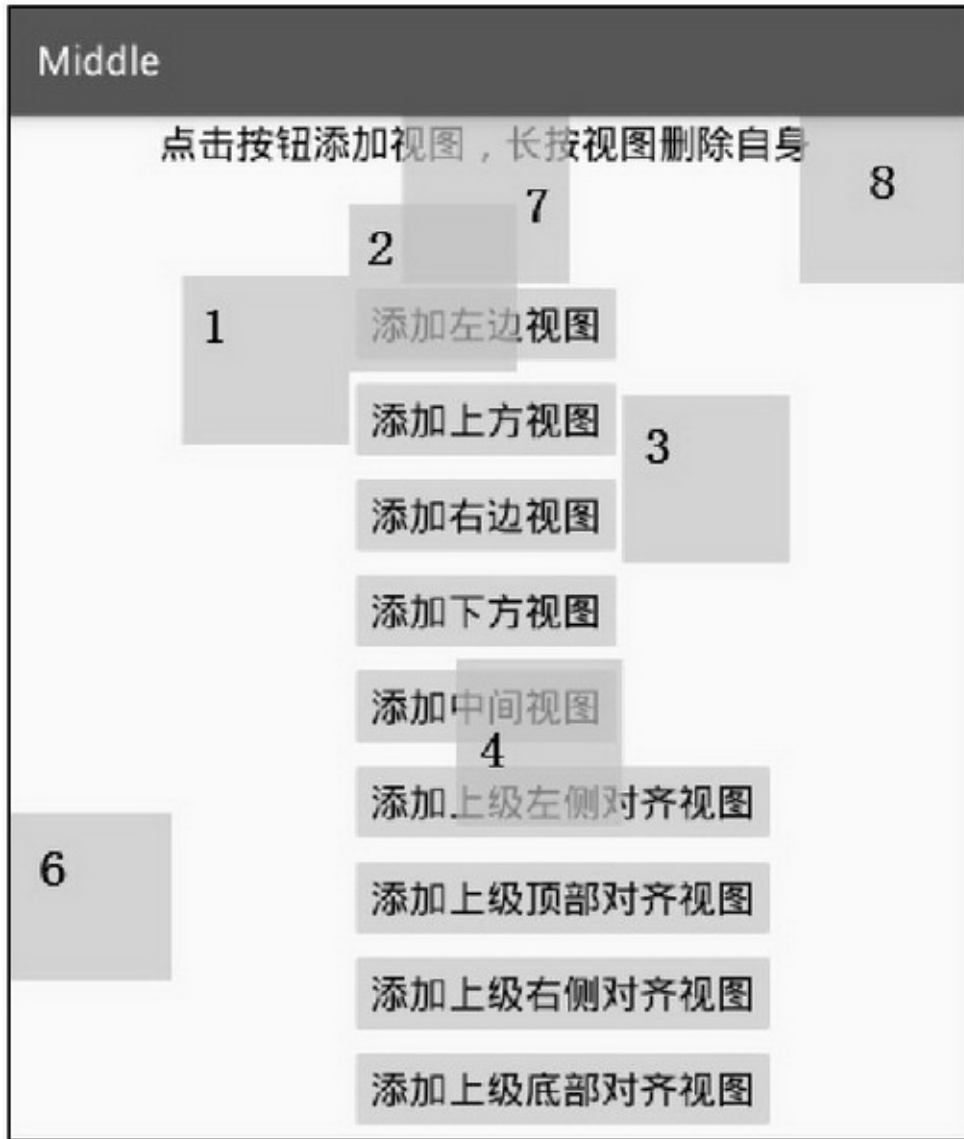 Middle
点击按钮添加视图，长按视图删除自身
7
8
2
1
添加左边视图
添加上方视图
3
添加右边视图
添加下方视图
添加中间视图
4
添加上级左侧对齐视图
6
添加上级顶部对齐视图
添加上级右侧对齐视图
添加上级底部对齐视图